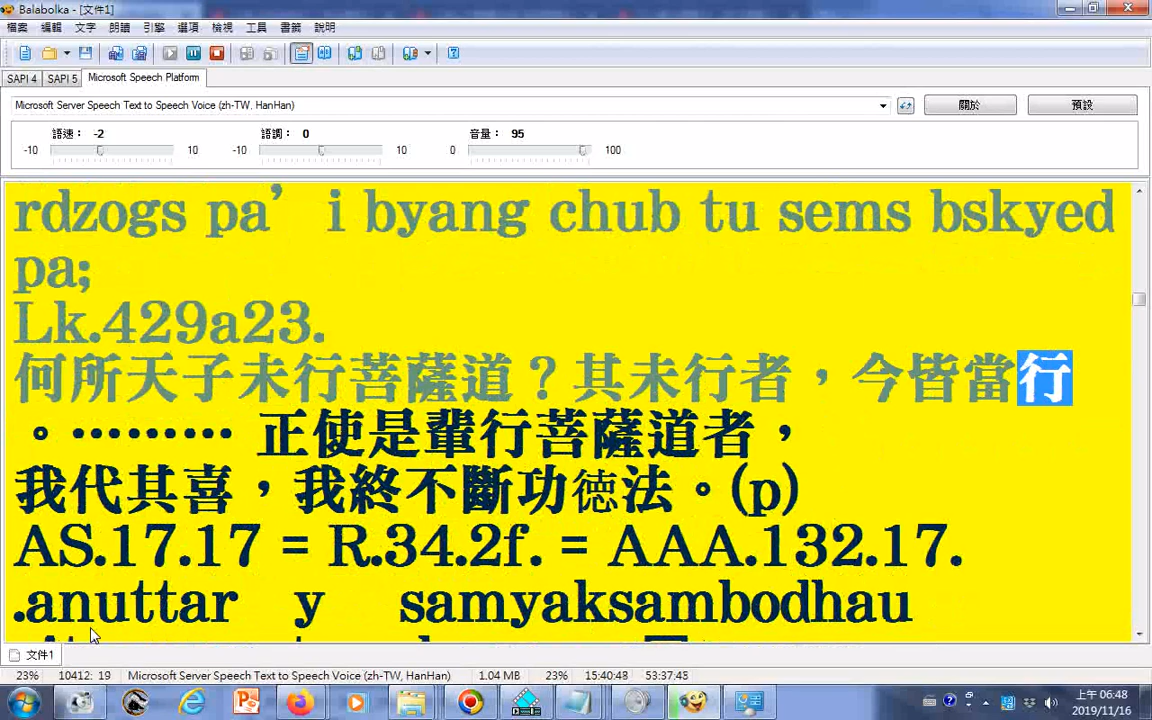 Balabolka - [文件1]
檔案 編輯 文字 朗讀 引擎 選項 檢視 工具 書籤 說明
SAPI 4 SAPI 5 Microsoft Speech Platform
Microsoft Server Speech Text to Speech Voice (zh-TW, HanHan) 關於 預設
語速： -2 語調： 0 音量： 95
-10 10 -10 10 0 100
rdzogs pa’ i byang chub tu sems bskyed
pa;
Lk.429a23.
何所天子未行菩薩道？其未行者，今皆當行
。……… 正使是輩行菩薩道者，
我代其喜，我終不斷功徳法。(p)
AS.17.17 = R.34.2f. = AAA.132.17.
.anuttar y samyaksambodhau
文件1
23% 10412: 19 Microsoft Server Speech Text to Speech Voice (zh-TW, HanHan) 1.04 MB 23% 15:40:48 53:37:43
上午 06:48
2019/11/16